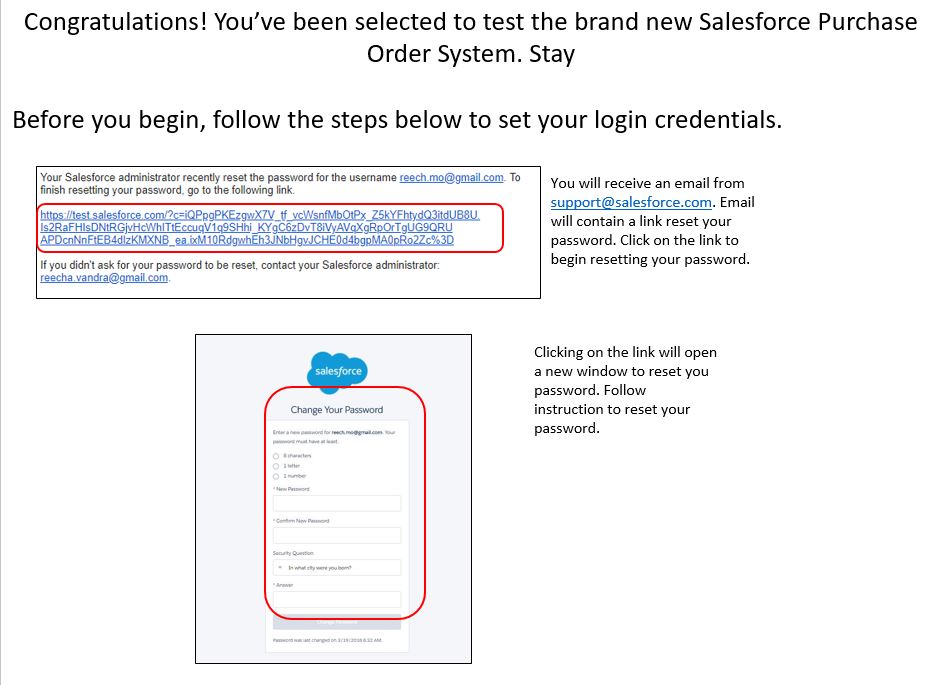 Congratulations! You’ve been selected to test the brand new Salesforce Purchase
Order System. Stay
Before you begin, follow the steps below to set your login credentials.
Your Salesforce administrator recently reset the password for the username reech.mo@gmail.com. To
finish resetting your password, go to the following link.
https://test.salesforce.com/?c=iQPpgPKEzgwX7V_tf_vcWsnfMbOtPx_Z5kYFhtydQ3itdUB8U.
Is2RaFHIsDNtRGjvHcWhITtEccuqV1q9SHhi_KYgC6zDvT8iVyAVqXgRpOrTgUG9QRU
APDcnNnFtEB4dIzKMXNB_ea.ixM10RdgwhEh3JNbHgvJCHE0d4bgpMA0pRo2Zc%3D
If you didn’t ask for your password to be reset, contact your Salesforce administrator:
reecha.vandra@gmail.com.
You will receive an email from
support@salesforce.com. Email
will contain a link reset your
password. Click on the link to
begin resetting your password.
salesforce
Change Your Password
Enter a new password for reech.mo@gmail.com. Your
password must have at least:
8 characters
1 letter
1 number
* New Password
* Confirm New Password
Security Question
In what city were you born?
* Answer
Change Password
Password was last changed on 3/19/2018 6:32 AM.
Clicking on the link will open
a new window to reset you
password. Follow
instruction to reset your
password.